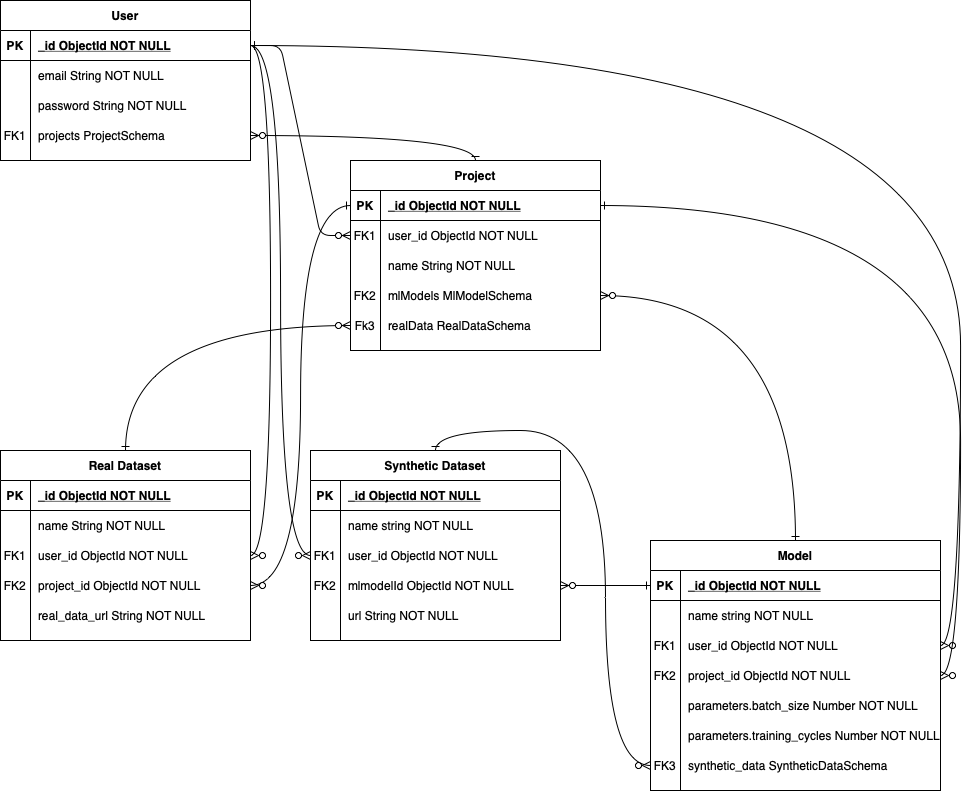 User
PK _id ObjectId NOT NULL
email String NOT NULL
password String NOT NULL
FK1 projects ProjectSchema
Project
PK _id ObjectId NOT NULL
FK1 user_id ObjectId NOT NULL
name String NOT NULL
FK2 mlModels MlModelSchema
Fk3 realData RealDataSchema
Real Dataset
PK _id ObjectId NOT NULL
name String NOT NULL
FK1 user_id ObjectId NOT NULL
FK2 project_id ObjectId NOT NULL
real_data_url String NOT NULL
Synthetic Dataset
PK _id ObjectId NOT NULL
name string NOT NULL
FK1 user_id ObjectId NOT NULL
FK2 mlmodelId ObjectId NOT NULL
url String NOT NULL
Model
PK _id ObjectId NOT NULL
name string NOT NULL
FK1 user_id ObjectId NOT NULL
FK2 project_id ObjectId NOT NULL
parameters.batch_size Number NOT NULL
parameters.training_cycles Number NOT NULL
FK3 synthetic_data SyntheticDataSchema